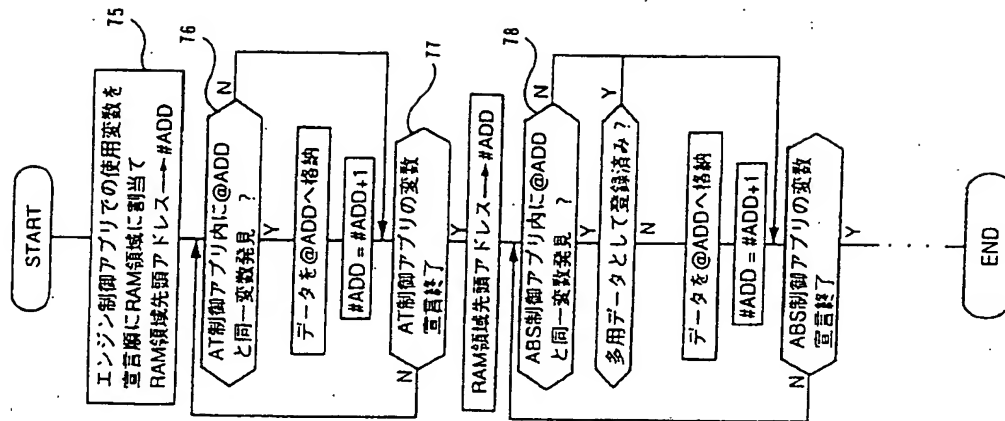 START
75
エンジン制御アプリでの使用変数を
宣言願にRAM領域に割当て
RAM領域先頭アドレス→#ADD
76
AT制御アプリ内に@ADD
と同一変数発見 ?
N
Y
データを@ADDへ格納
#ADD=#ADD+1
77
AT制御アプリの変数
宣言終了
N
Y
RAM領域先頭アドレス→#ADD
78
ABS制御アプリ内に@ADD
と同一変数発見 ?
N
Y
多用データとして登録済み?
Y
N
データを@ADDへ格納
#ADD=#ADD+1
ABS制御アプリの変数
宣言終了
N
Y
END